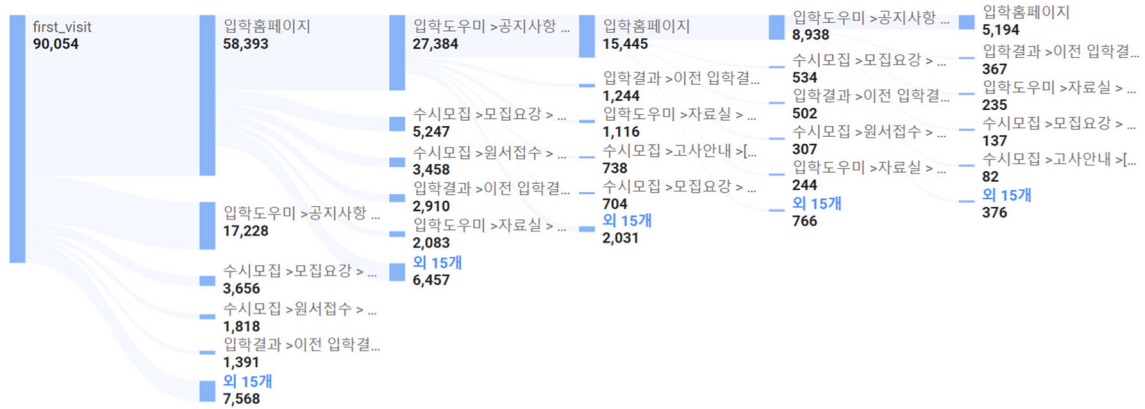 first_visit
90,054
입학홈페이지
58,393
입학도우미 >공지사항 ...
17,228
수시모집 >모집요강 > ...
3,656
수시모집 >원서접수 > ...
1,818
입학결과 >이전 입학결...
1,391
외 15개
7,568
입학도우미 >공지사항 ...
27,384
수시모집 >모집요강 > ...
5,247
수시모집 >원서접수 > ...
3,458
입학결과 >이전 입학결...
2,910
입학도우미 >자료실 > ...
2,083
외 15개
6,457
입학홈페이지
15,445
입학결과 >이전 입학결...
1,244
입학도우미 >자료실 > ...
1,116
수시모집 >고사안내 >[...
738
수시모집 >모집요강 > ...
704
외 15개
2,031
입학도우미 >공지사항 ...
8,938
수시모집 >모집요강 > ...
534
입학결과 >이전 입학결...
502
수시모집 >원서접수 > ...
307
입학도우미 >자료실 > ...
244
외 15개
766
입학홈페이지
5,194
입학결과 >이전 입학결...
367
입학도우미 >자료실 > ...
235
수시모집 >모집요강 > ...
137
수시모집 >고사안내 >[...
82
외 15개
376